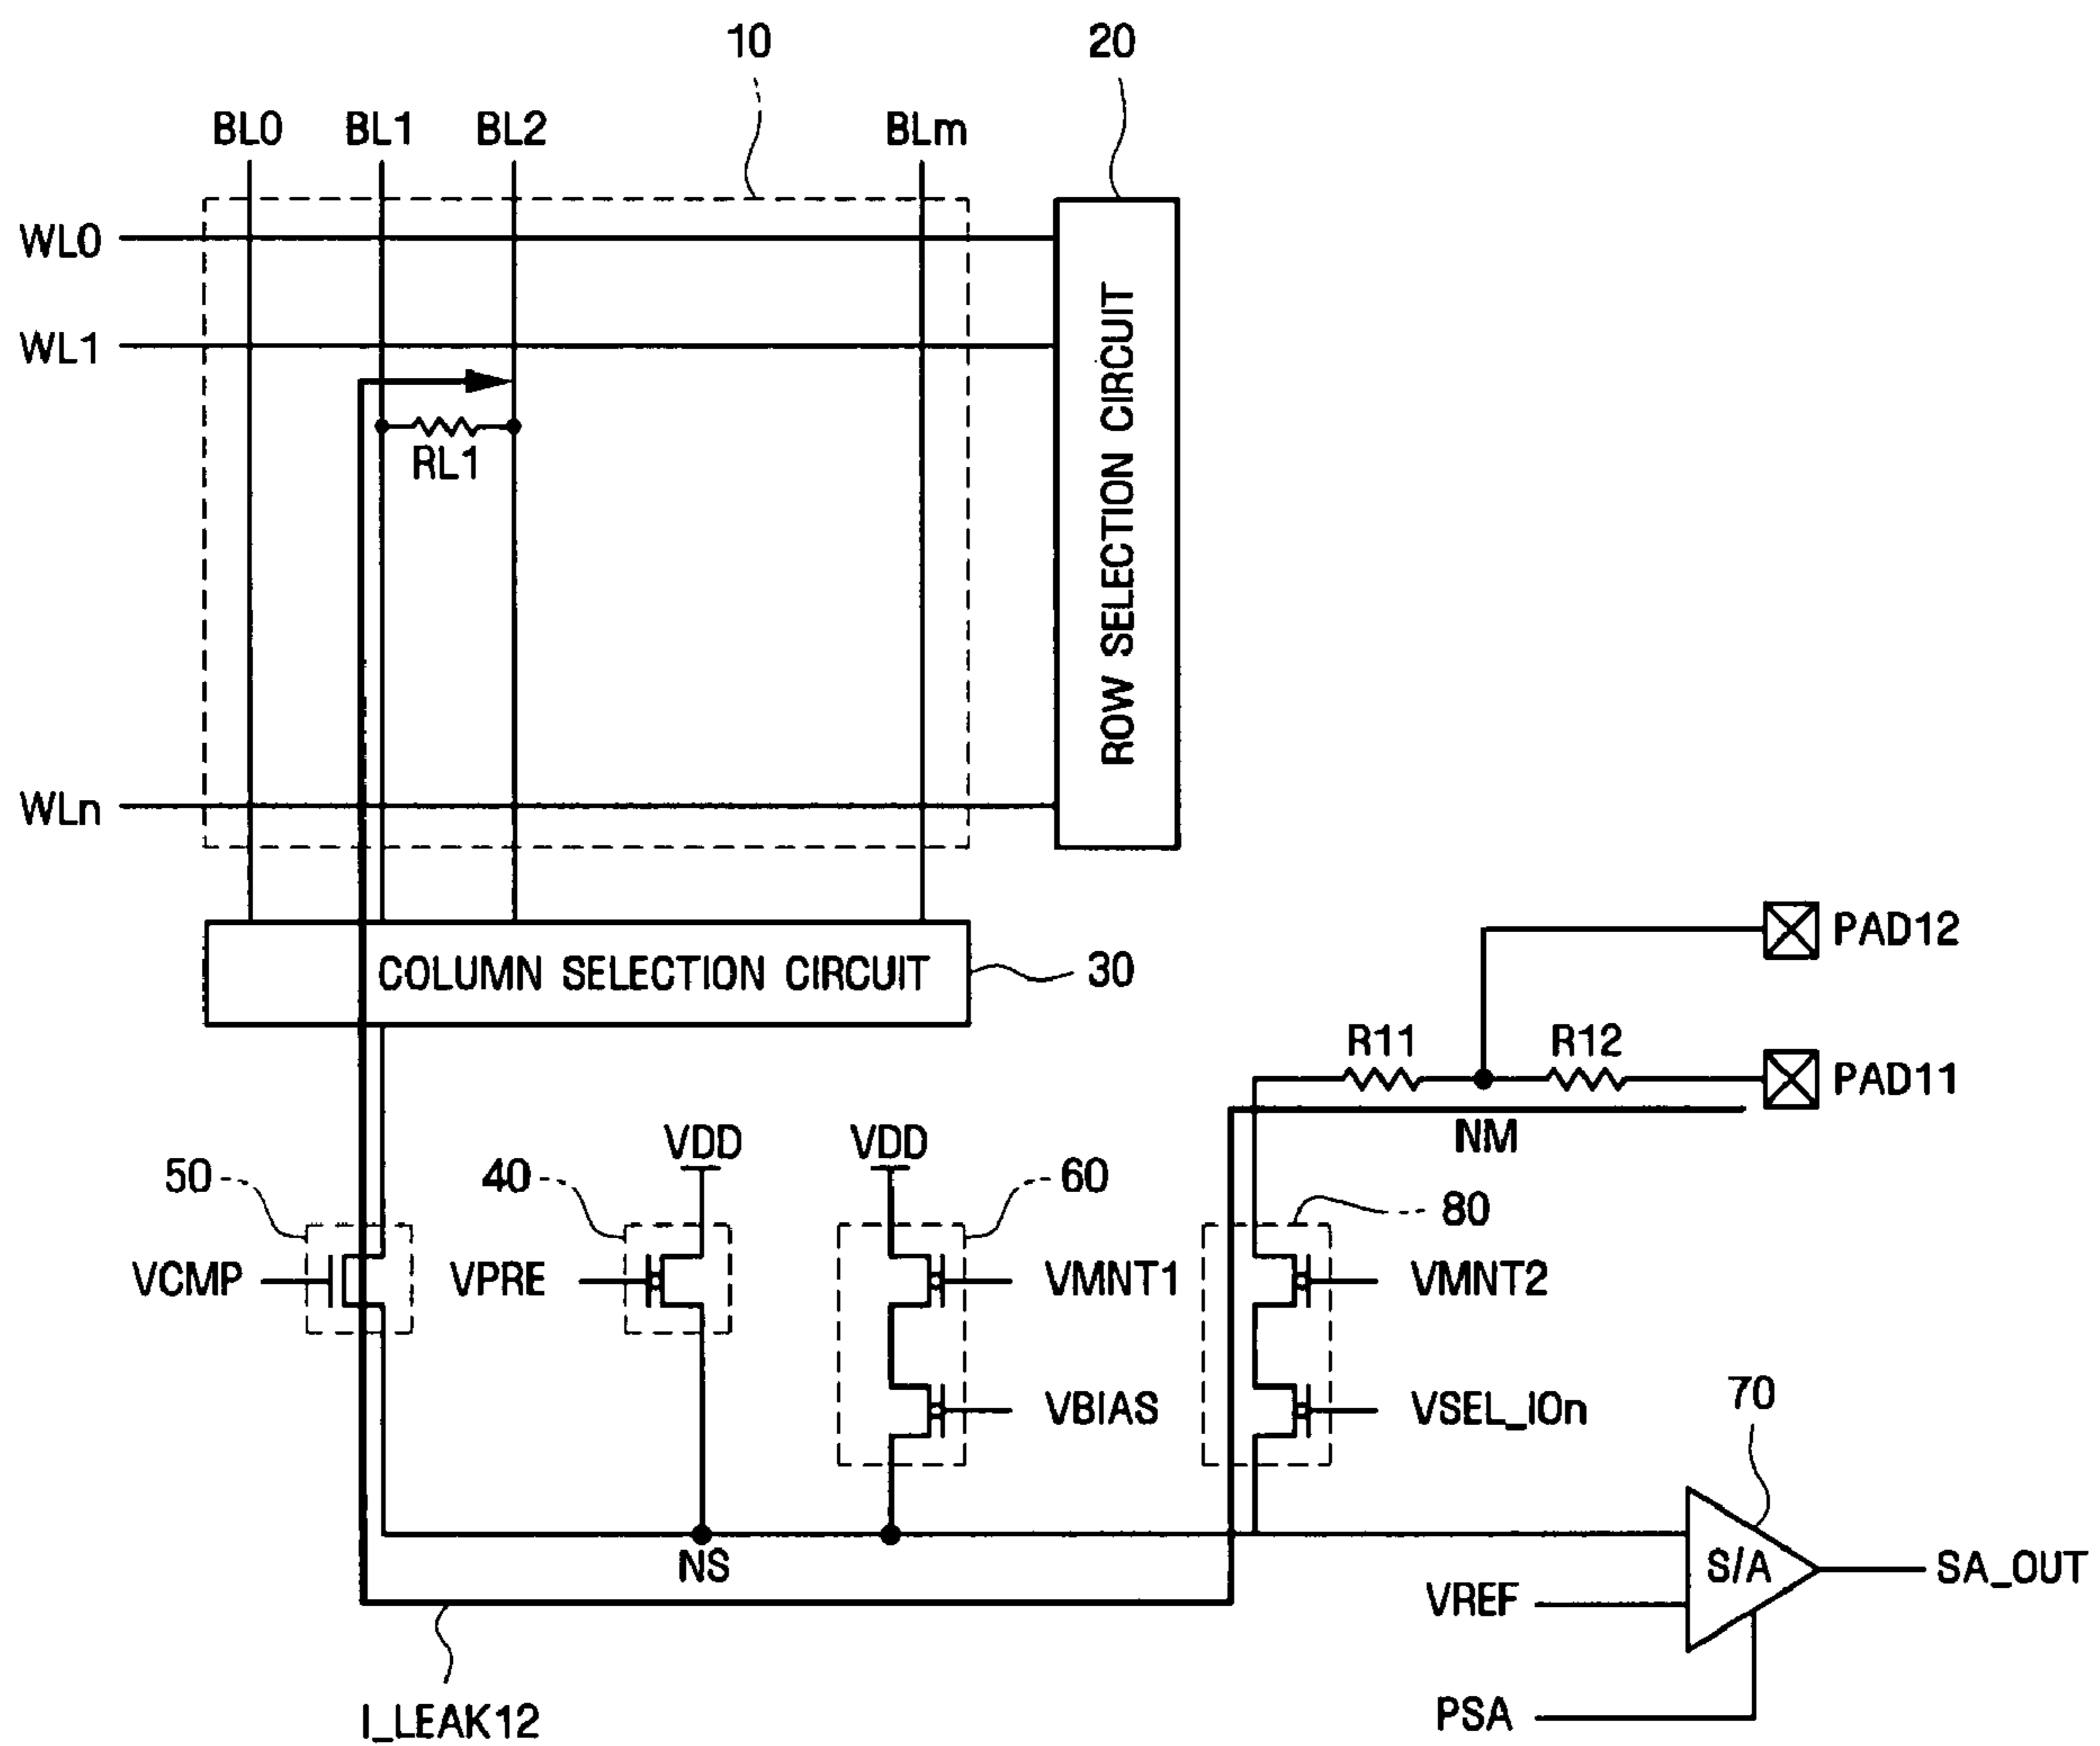 10
20
BL0 BL1 BL2 BLm
WL0
WL1
RL1
ROW SELECTION CIRCUIT
WLn
PAD12
COLUMN SELECTION CIRCUIT
30
R11 R12
PAD11
NM
VDD VDD
50 40 60
80
VCMP VPRE VMNT1 VMNT2
VBIAS VSEL_IOn
70
NS
S/A
SA_OUT
VREF
I_LEAK12
PSA